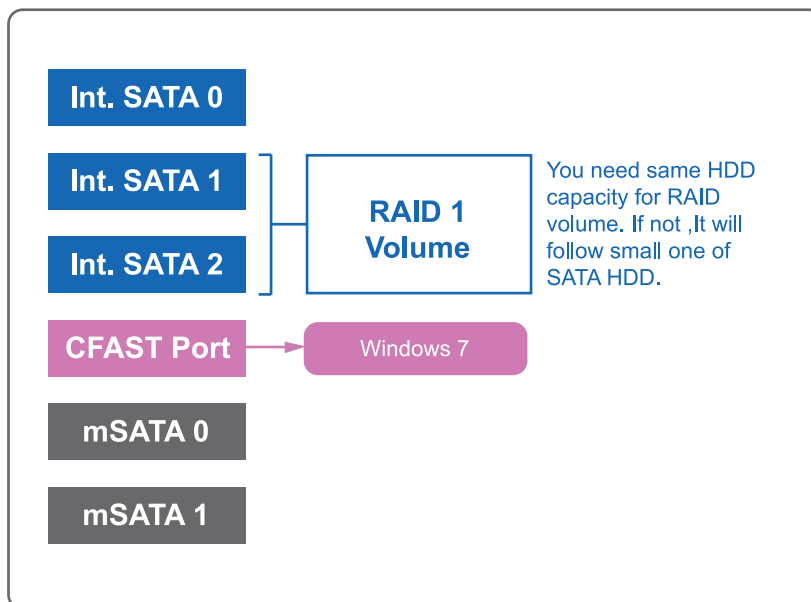 Int. SATA 0
Int. SATA 1
Int. SATA 2
RAID 1
Volume
You need same HDD
capacity for RAID
volume. If not ,It will
follow small one of
SATA HDD.
CFAST Port
Windows 7
mSATA 0
mSATA 1